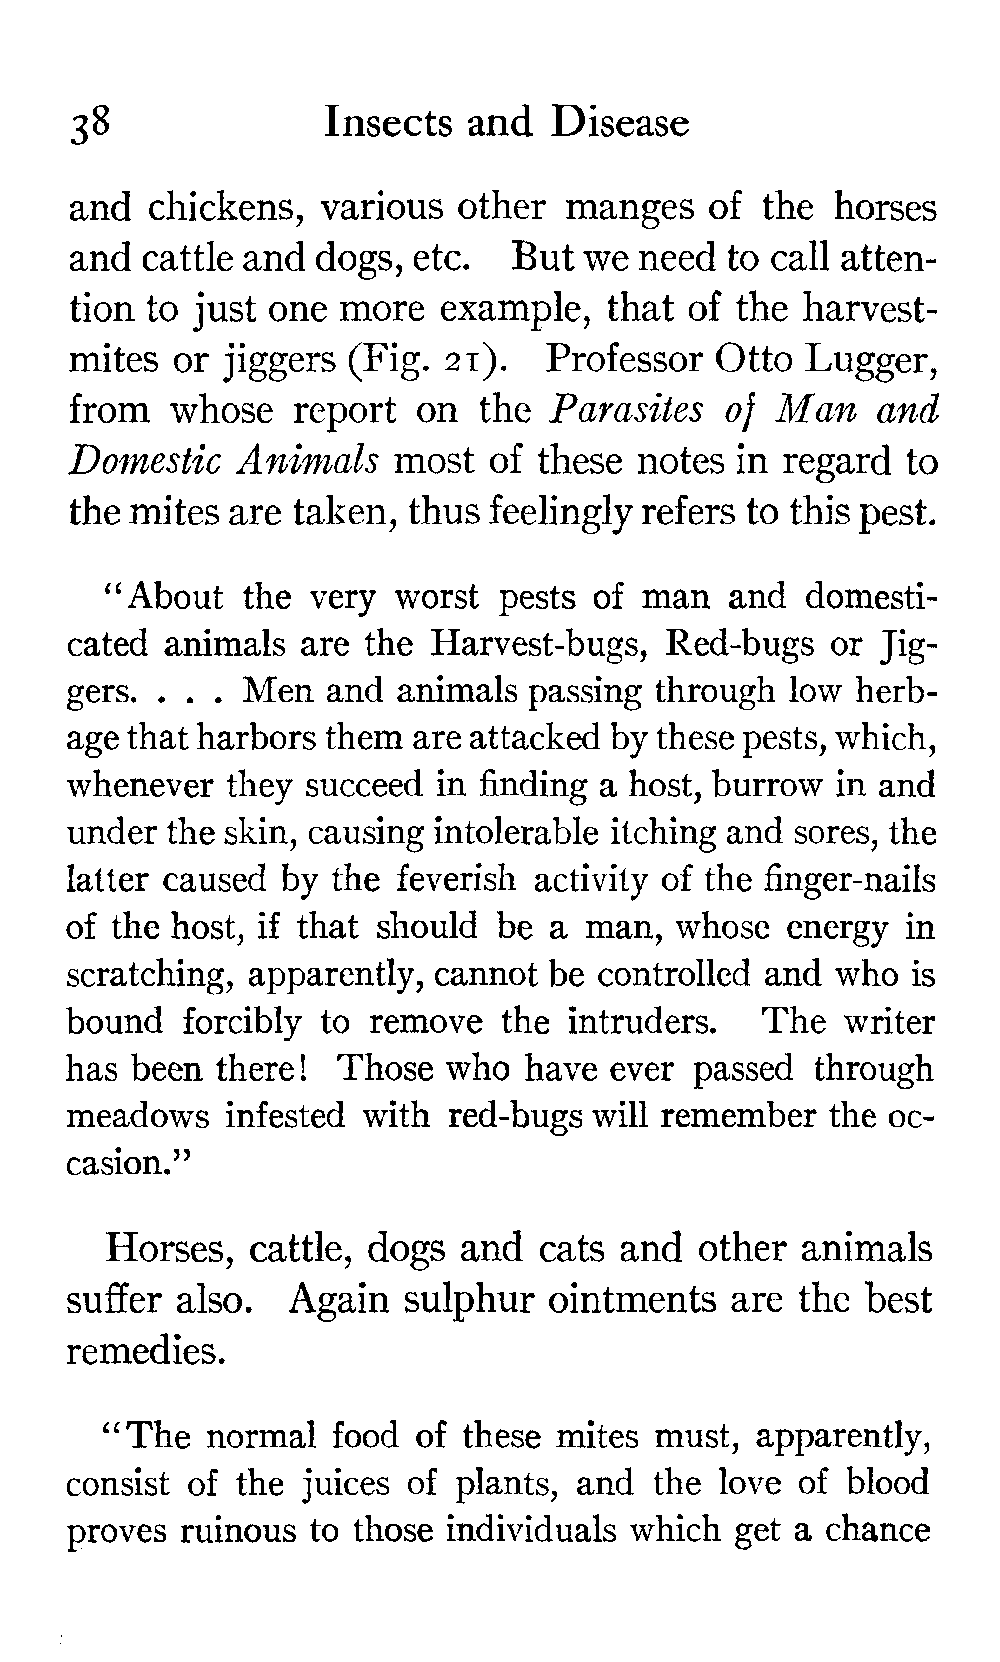 38 Insects and Disease
and chickens, various other manges of the horses
and cattle and dogs, etc. But we need to call atten-
tion to just one more example, that of the harvest-
mites or jiggers (Fig. 21). Professor Otto Lugger,
from whose report on the Parasites of Man and
Domestic Animals most of these notes in regard to
the mites are taken, thus feelingly refers to this pest.
"About the very worst pests of man and domesti-
cated animals are the Harvest-bugs, Red-bugs or Jig-
gers. . . . Men and animals passing through low herb-
age that harbors them are attacked by these pests, which,
whenever they succeed in finding a host, burrow in and
under the skin, causing intolerable itching and sores, the
latter caused by the feverish activity of the finger-nails
of the host, if that should be a man, whose energy in
scratching, apparently, cannot be controlled and who is
bound forcibly to remove the intruders. The writer
has been there! Those who have ever passed through
meadows infested with red-bugs will remember the oc-
casion."
Horses, cattle, dogs and cats and other animals
suffer also. Again sulphur ointments are the best
remedies.
"The normal food of these mites must, apparently,
consist of the juices of plants, and the love of blood
proves ruinous to those individuals which get a chance